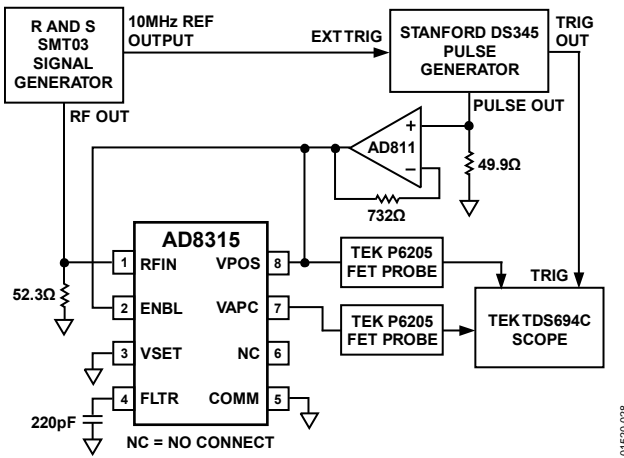 R AND S
SMT03
SIGNAL
GENERATOR
10MHz REF
OUTPUT
EXT TRIG
STANFORD DS345
PULSE
GENERATOR
TRIG
OUT
RF OUT
PULSE OUT
+
AD811
–
49.9Ω
732Ω
AD8315
1 RFIN VPOS 8
TEK P6205
FET PROBE
TRIG
52.3Ω
2 ENBL VAPC 7
TEK P6205
FET PROBE
TEK TDS694C
SCOPE
3 VSET NC 6
4 FLTR COMM 5
220pF
NC = NO CONNECT
01520-028